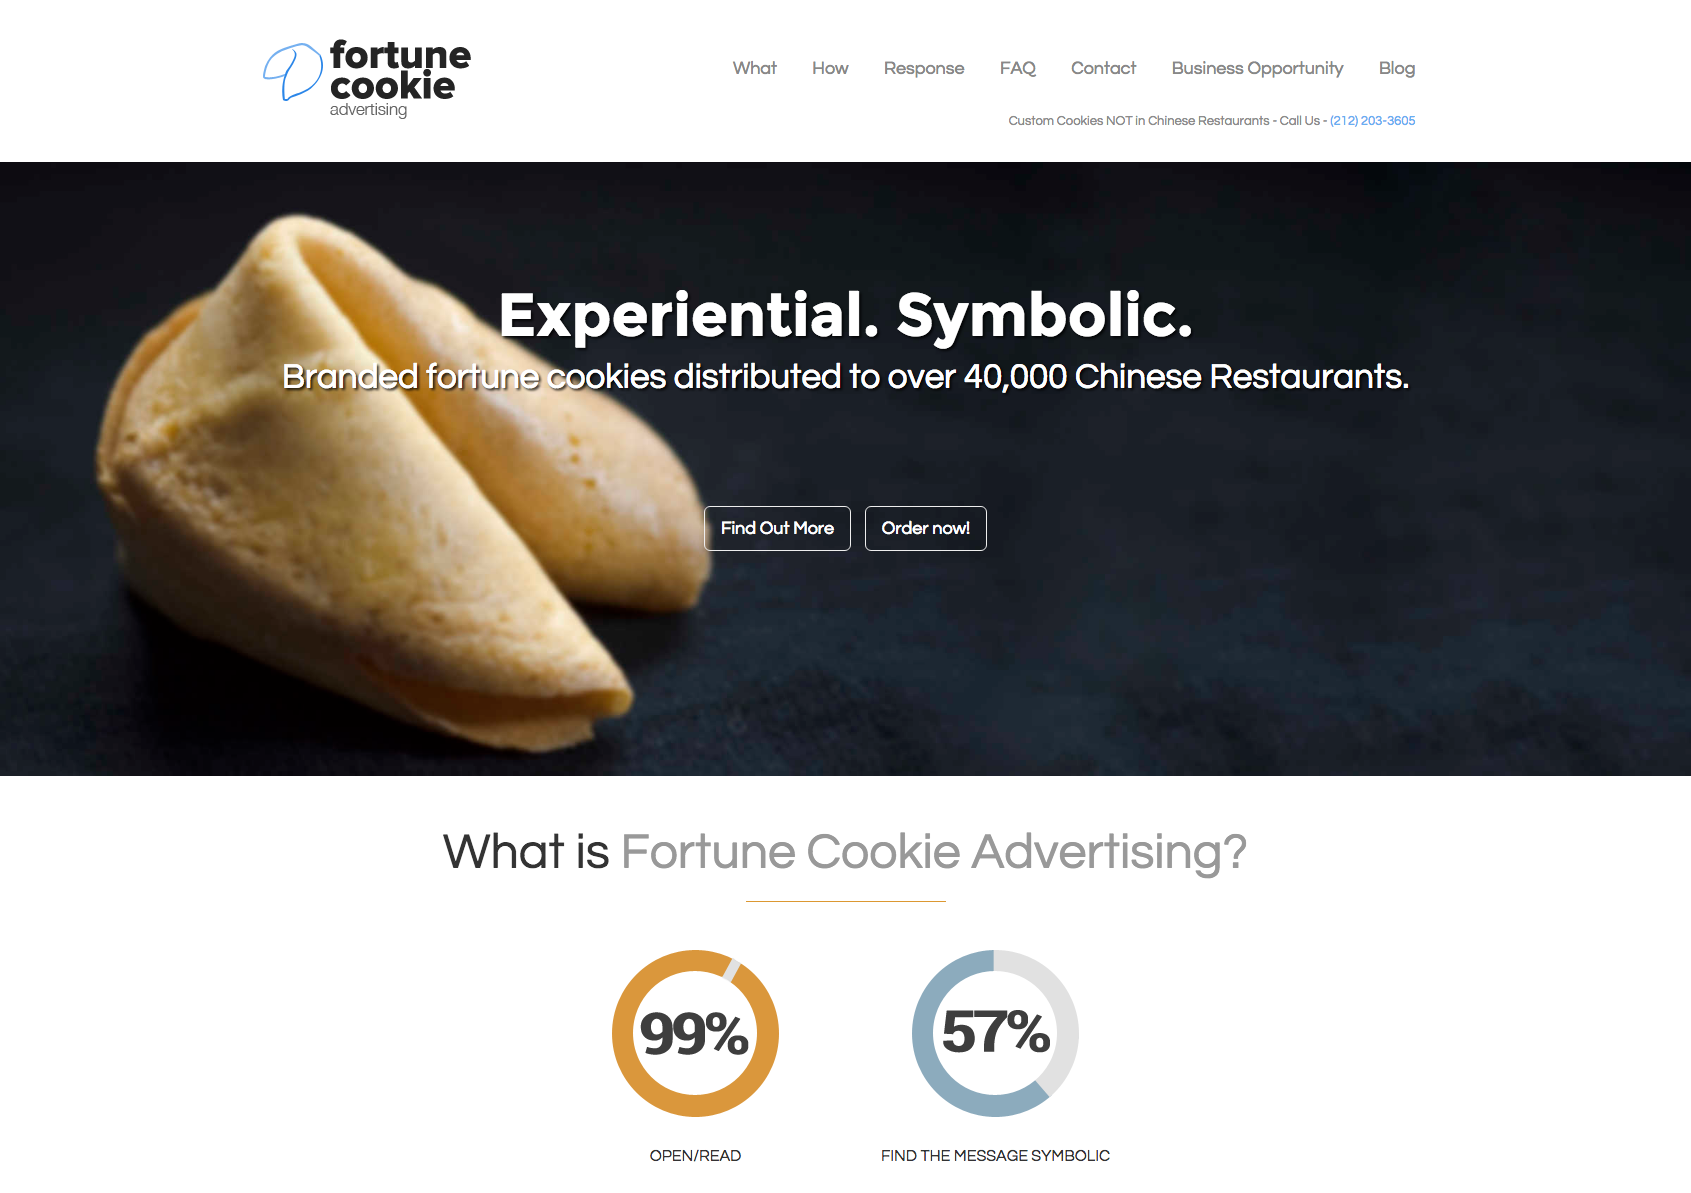 fortune
cookie
advertising
What How Response FAQ Contact Business Opportunity Blog
Custom Cookies NOT in Chinese Restaurants - Call Us - (212) 203-3605
Experiential. Symbolic.
Branded fortune cookies distributed to over 40,000 Chinese Restaurants.
Find Out More Order now!
What is Fortune Cookie Advertising?
99% 57%
OPEN/READ FIND THE MESSAGE SYMBOLIC